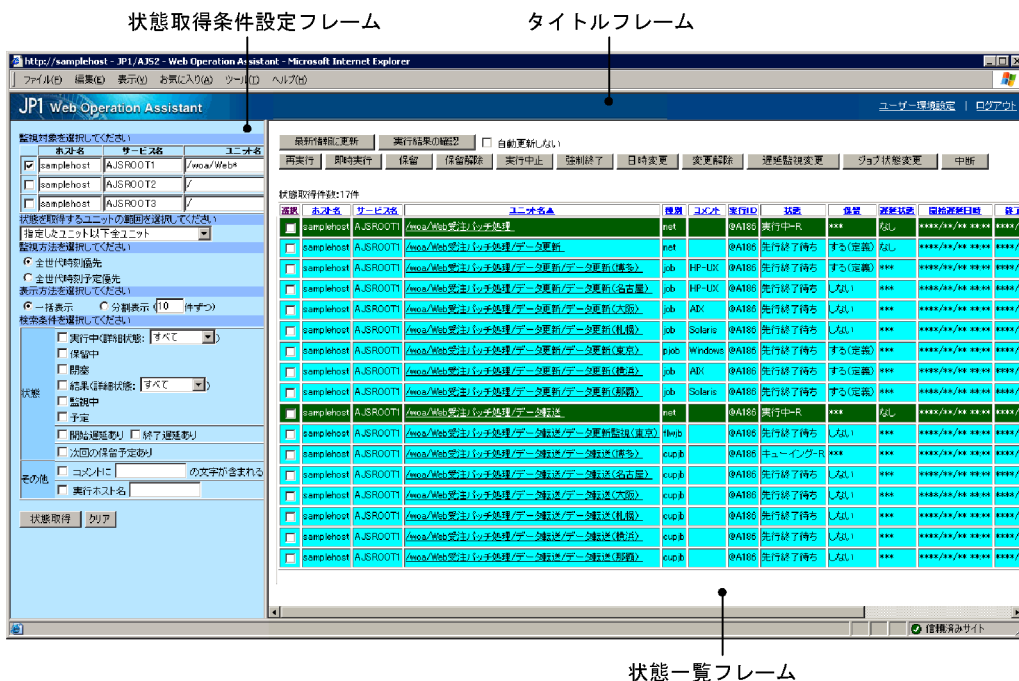 状態取得条件設定フレーム タイトルフレーム
http://samplehost - JP1/AJS2 - Web Operation Assistant - Microsoft Internet Explorer
ファイル(F) 編集(E) 表示(V) お気に入り(A) ツール(T) ヘルプ(H)
JP1 Web Operation Assistant ユーザー環境設定 | ログアウト
監視対象を選択してください
ホスト名 サービス名 ユニット名
samplehost AJSROOT1 /woa/Web*
samplehost AJSROOT2 /
samplehost AJSROOT3 /
状態を取得するユニットの範囲を選択してください
指定したユニット以下全ユニット
監視方法を選択してください
全世代時刻優先
全世代時刻予定優先
表示方法を選択してください
一括表示 分割表示 (10 件ずつ)
検索条件を選択してください
状態
実行中(詳細状態: すべて )
保留中
閉塞
結果(詳細状態: すべて )
監視中
予定
開始遅延あり 終了遅延あり
次回の保留予定あり
その他
コメントに の文字が含まれる
実行ホスト名
状態取得 クリア
最新情報に更新 実行結果の確認 自動更新しない
再実行 即時実行 保留 保留解除 実行中止 強制終了 日時変更 変更解除 遅延監視変更 ジョブ状態変更 中断
状態取得件数:17件
選択 ホスト名 サービス名 ユニット名▲ 種別 コメント 実行ID 状態 保留 遅延状態 開始遅延日時 終了
samplehost AJSROOT1 /woa/Web受注バッチ処理 net @A186 実行中-R *** なし ****/**/** **:** ****/
samplehost AJSROOT1 /woa/Web受注バッチ処理/データ更新 net @A186 先行終了待ち する(定義) なし ****/**/** **:** ****/
samplehost AJSROOT1 /woa/Web受注バッチ処理/データ更新/データ更新(博多) job HP-UX @A186 先行終了待ち する(定義) *** ****/**/** **:** ****/
samplehost AJSROOT1 /woa/Web受注バッチ処理/データ更新/データ更新(名古屋) job HP-UX @A186 先行終了待ち しない *** ****/**/** **:** ****/
samplehost AJSROOT1 /woa/Web受注バッチ処理/データ更新/データ更新(大阪) job AIX @A186 先行終了待ち しない *** ****/**/** **:** ****/
samplehost AJSROOT1 /woa/Web受注バッチ処理/データ更新/データ更新(札幌) job Solaris @A186 先行終了待ち しない *** ****/**/** **:** ****/
samplehost AJSROOT1 /woa/Web受注バッチ処理/データ更新/データ更新(東京) pjob Windows @A186 先行終了待ち する(定義) *** ****/**/** **:** ****/
samplehost AJSROOT1 /woa/Web受注バッチ処理/データ更新/データ更新(横浜) job AIX @A186 先行終了待ち する(定義) *** ****/**/** **:** ****/
samplehost AJSROOT1 /woa/Web受注バッチ処理/データ更新/データ更新(那覇) job Solaris @A186 先行終了待ち する(定義) *** ****/**/** **:** ****/
samplehost AJSROOT1 /woa/Web受注バッチ処理/データ転送 net @A186 実行中-R *** なし ****/**/** **:** ****/
samplehost AJSROOT1 /woa/Web受注バッチ処理/データ転送/データ更新監視(東京) flwjb @A186 先行終了待ち しない *** ****/**/** **:** ****/
samplehost AJSROOT1 /woa/Web受注バッチ処理/データ転送/データ転送(博多) cupjb @A186 キューイング-R *** *** ****/**/** **:** ****/
samplehost AJSROOT1 /woa/Web受注バッチ処理/データ転送/データ転送(名古屋) cupjb @A186 先行終了待ち しない *** ****/**/** **:** ****/
samplehost AJSROOT1 /woa/Web受注バッチ処理/データ転送/データ転送(大阪) cupjb @A186 先行終了待ち しない *** ****/**/** **:** ****/
samplehost AJSROOT1 /woa/Web受注バッチ処理/データ転送/データ転送(札幌) cupjb @A186 先行終了待ち しない *** ****/**/** **:** ****/
samplehost AJSROOT1 /woa/Web受注バッチ処理/データ転送/データ転送(横浜) cupjb @A186 先行終了待ち しない *** ****/**/** **:** ****/
samplehost AJSROOT1 /woa/Web受注バッチ処理/データ転送/データ転送(那覇) cupjb @A186 先行終了待ち しない *** ****/**/** **:** ****/
信頼済みサイト
状態一覧フレーム